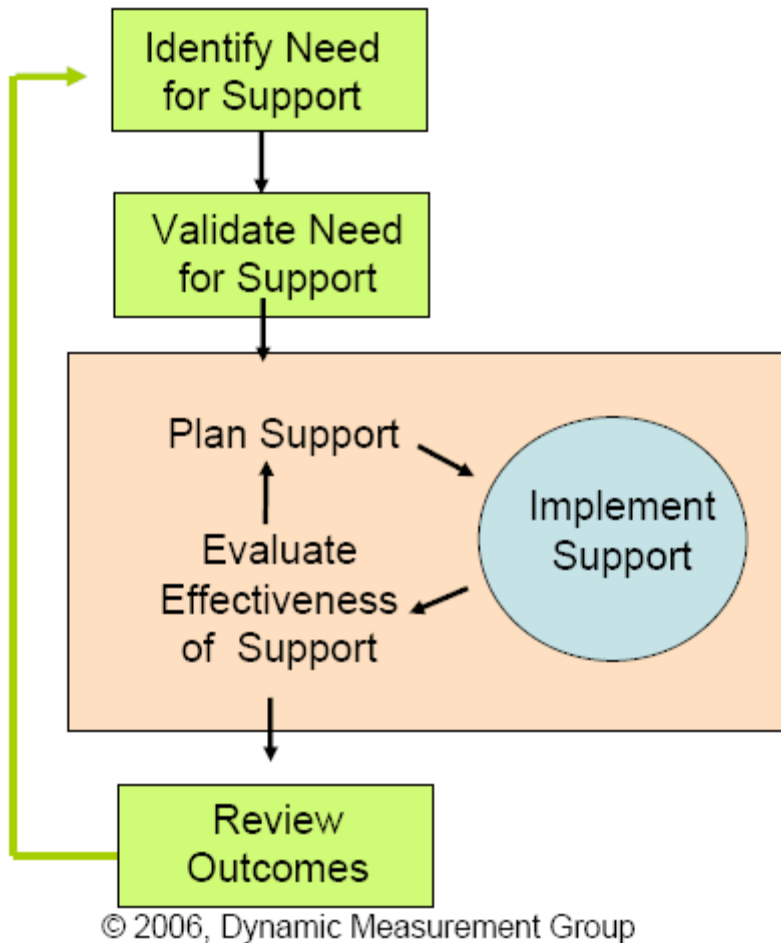 Identify Need
for Support
Validate Need
for Support
Plan Support
Implement
Support
Evaluate
Effectiveness
of Support
Review
Outcomes
© 2006, Dynamic Measurement Group